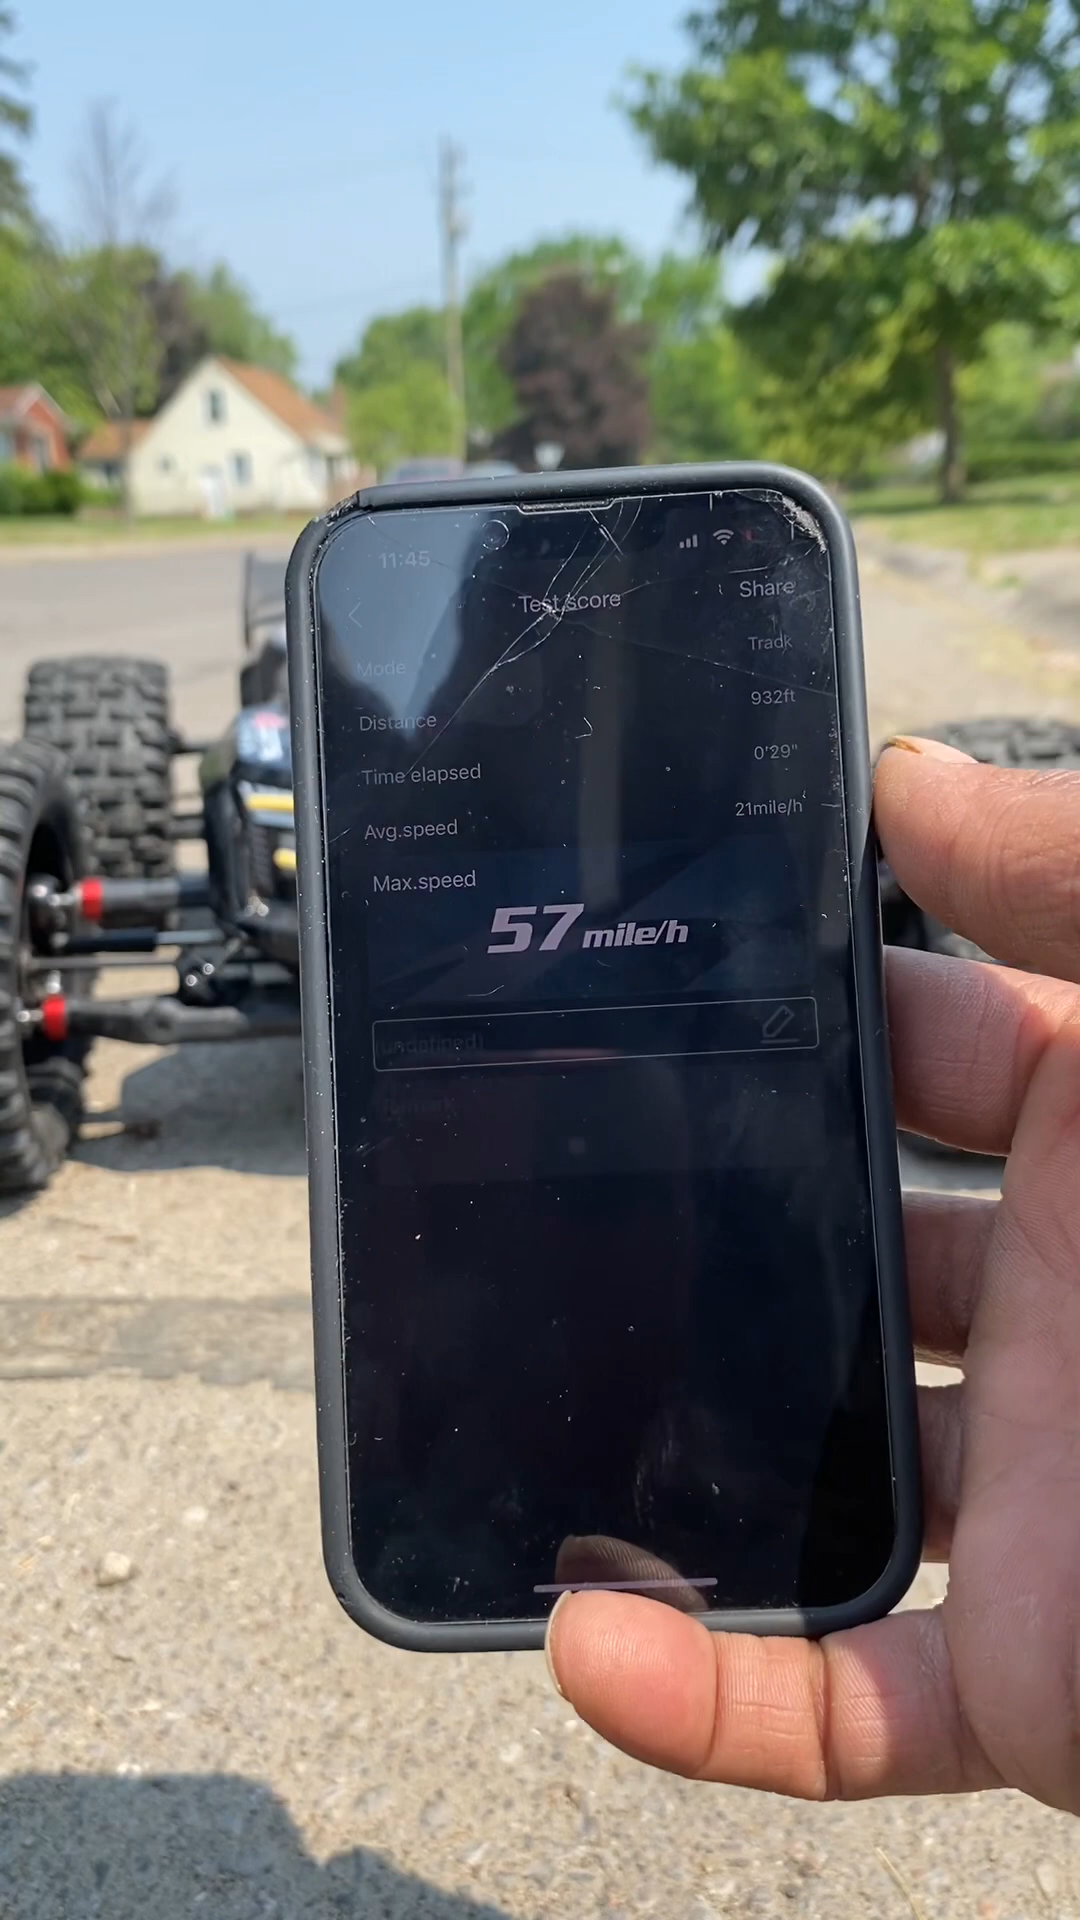 11:45
Test score
Share
Mode Track
Distance 932ft
Time elapsed 0'29"
Avg.speed 21mile/h
Max.speed
57 mile/h
(undefined)
Remark